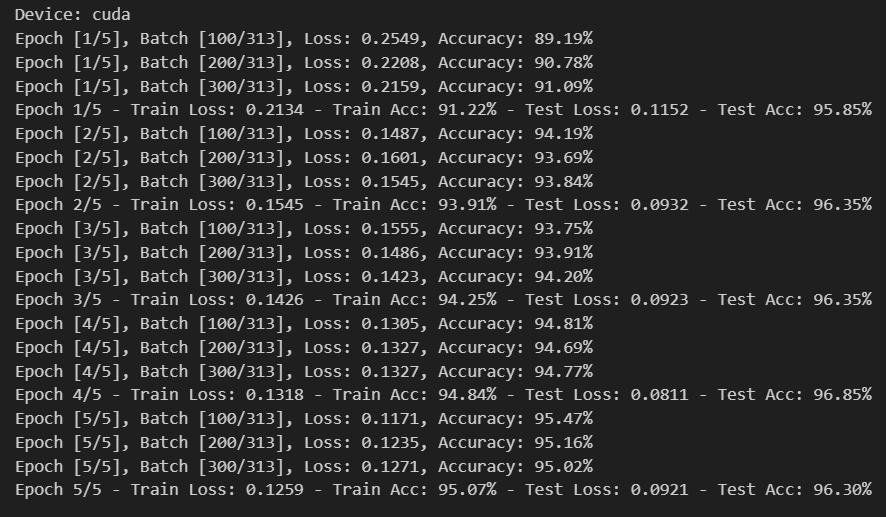 Device: cuda
Epoch [1/5], Batch [100/313], Loss: 0.2549, Accuracy: 89.19%
Epoch [1/5], Batch [200/313], Loss: 0.2208, Accuracy: 90.78%
Epoch [1/5], Batch [300/313], Loss: 0.2159, Accuracy: 91.09%
Epoch 1/5 - Train Loss: 0.2134 - Train Acc: 91.22% - Test Loss: 0.1152 - Test Acc: 95.85%
Epoch [2/5], Batch [100/313], Loss: 0.1487, Accuracy: 94.19%
Epoch [2/5], Batch [200/313], Loss: 0.1601, Accuracy: 93.69%
Epoch [2/5], Batch [300/313], Loss: 0.1545, Accuracy: 93.84%
Epoch 2/5 - Train Loss: 0.1545 - Train Acc: 93.91% - Test Loss: 0.0932 - Test Acc: 96.35%
Epoch [3/5], Batch [100/313], Loss: 0.1555, Accuracy: 93.75%
Epoch [3/5], Batch [200/313], Loss: 0.1486, Accuracy: 93.91%
Epoch [3/5], Batch [300/313], Loss: 0.1423, Accuracy: 94.20%
Epoch 3/5 - Train Loss: 0.1426 - Train Acc: 94.25% - Test Loss: 0.0923 - Test Acc: 96.35%
Epoch [4/5], Batch [100/313], Loss: 0.1305, Accuracy: 94.81%
Epoch [4/5], Batch [200/313], Loss: 0.1327, Accuracy: 94.69%
Epoch [4/5], Batch [300/313], Loss: 0.1327, Accuracy: 94.77%
Epoch 4/5 - Train Loss: 0.1318 - Train Acc: 94.84% - Test Loss: 0.0811 - Test Acc: 96.85%
Epoch [5/5], Batch [100/313], Loss: 0.1171, Accuracy: 95.47%
Epoch [5/5], Batch [200/313], Loss: 0.1235, Accuracy: 95.16%
Epoch [5/5], Batch [300/313], Loss: 0.1271, Accuracy: 95.02%
Epoch 5/5 - Train Loss: 0.1259 - Train Acc: 95.07% - Test Loss: 0.0921 - Test Acc: 96.30%